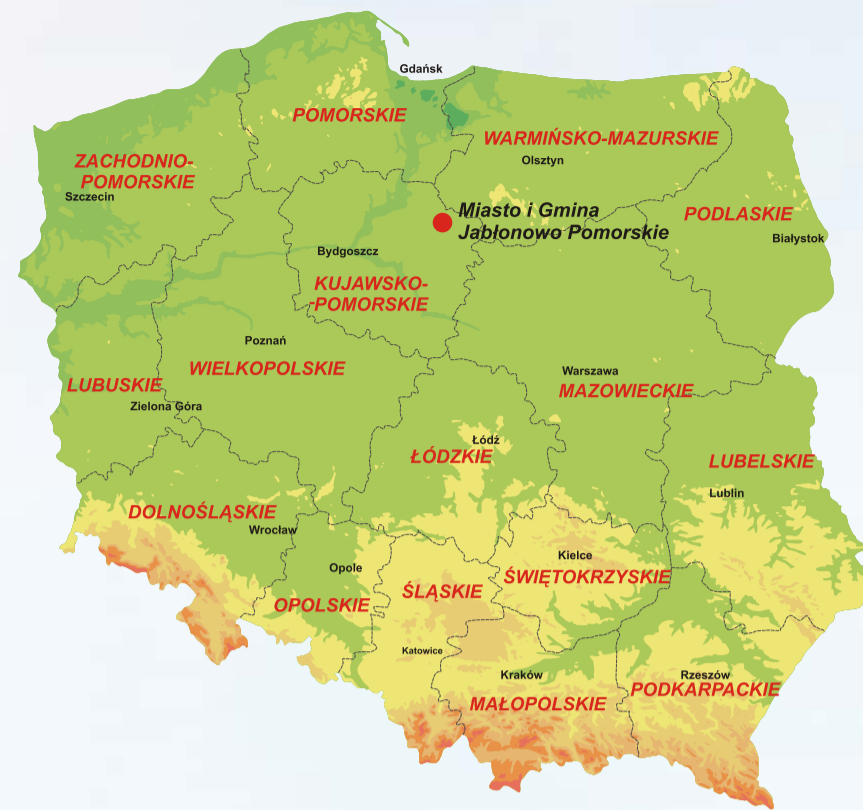 Gdańsk
POMORSKIE
WARMIŃSKO-MAZURSKIE
Olsztyn
ZACHODNIO-
POMORSKIE
Szczecin
Miasto i Gmina
Jabłonowo Pomorskie
PODLASKIE
Białystok
Bydgoszcz
KUJAWSKO-
-POMORSKIE
Poznań
WIELKOPOLSKIE
LUBUSKIE
Zielona Góra
Warszawa
MAZOWIECKIE
Łódź
ŁÓDZKIE
LUBELSKIE
Lublin
DOLNOŚLĄSKIE
Wrocław
Opole
OPOLSKIE
ŚLĄSKIE
Katowice
Kielce
ŚWIĘTOKRZYSKIE
Kraków
MAŁOPOLSKIE
Rzeszów
PODKARPACKIE